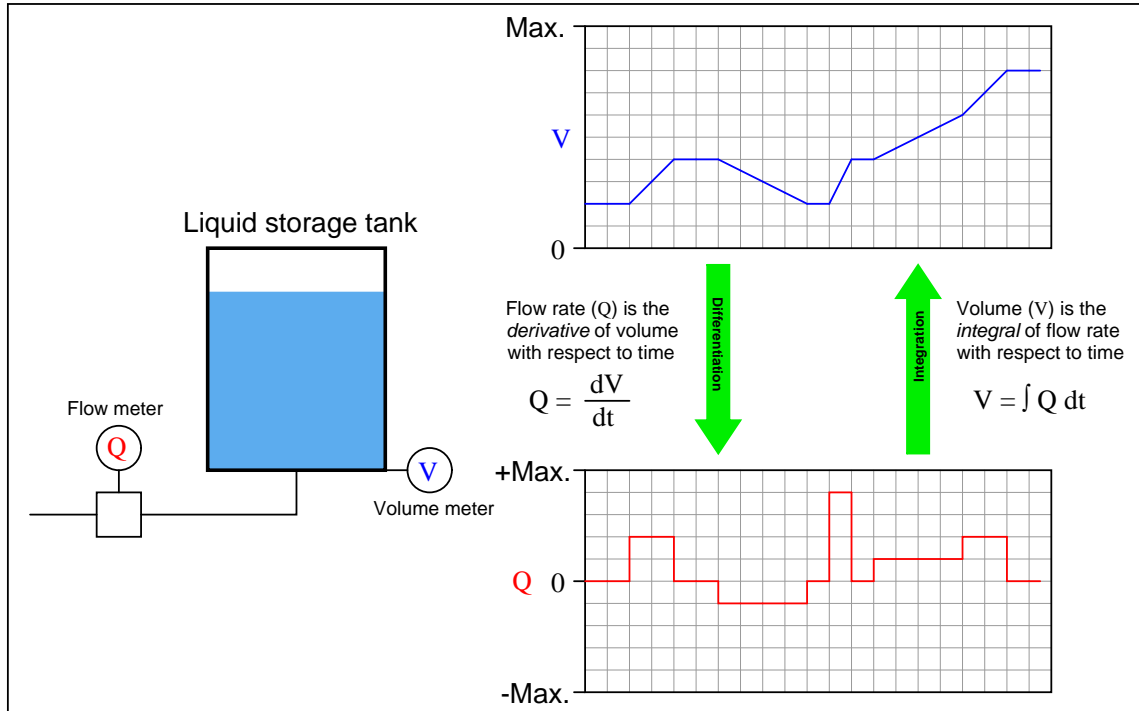 Max.
V
0
Liquid storage tank
Flow meter
Q
V
Volume meter
Flow rate (Q) is the
derivative of volume
with respect to time
Q = dV
dt
Differentiation
Integration
Volume (V) is the
integral of flow rate
with respect to time
V = ∫ Q dt
+Max.
Q 0
-Max.